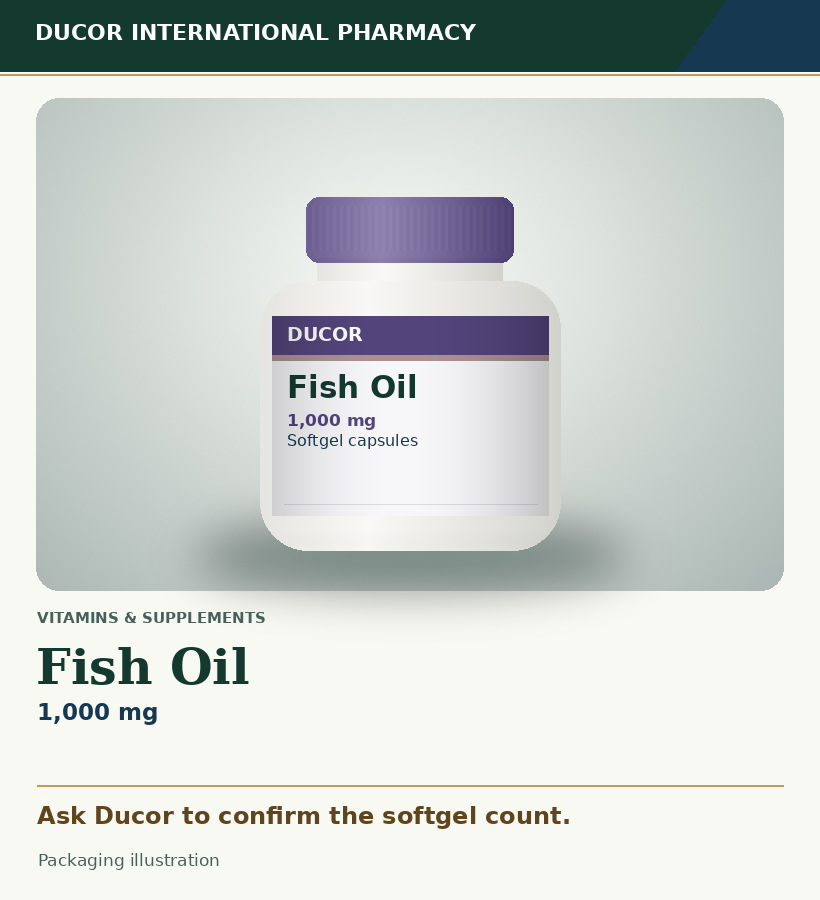 DUCOR INTERNATIONAL PHARMACY
DUCOR
Fish Oil
1,000 mg
Softgel capsules
VITAMINS & SUPPLEMENTS
Fish Oil
1,000 mg
Ask Ducor to confirm the softgel count.
Packaging illustration